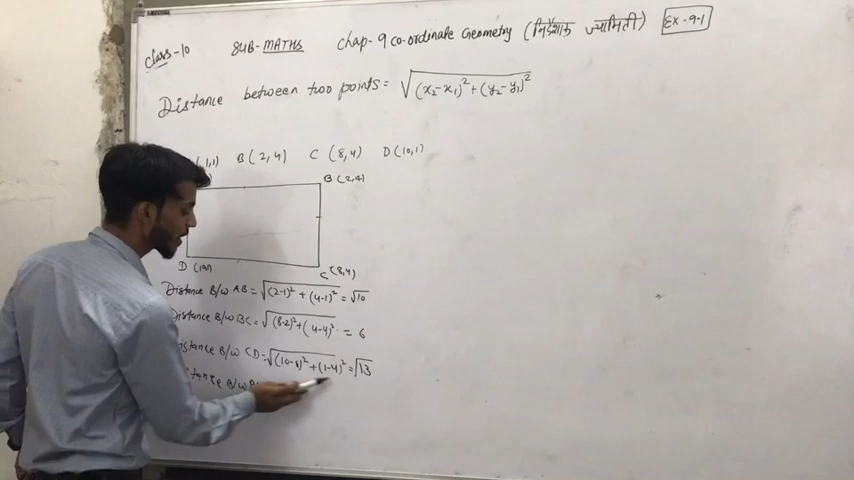 Class-10 SUB-MATHS Chap-9 Co-ordinate Geometry (निर्देशांक ज्यामिती) EX-9.1
Distance between two points = √(x₂-x₁)²+(y₂-y₁)²
(1,1) B(2,4) C(8,4) D(10,1)
B(2,4)
D (10,1) C(8,4)
Distance B/W AB = √(2-1)²+(4-1)² = √10
Distance B/W BC = √(8-2)²+(4-4)² = 6
istance B/W CD = √(10-8)²+(1-4)² = √13
tance B/W